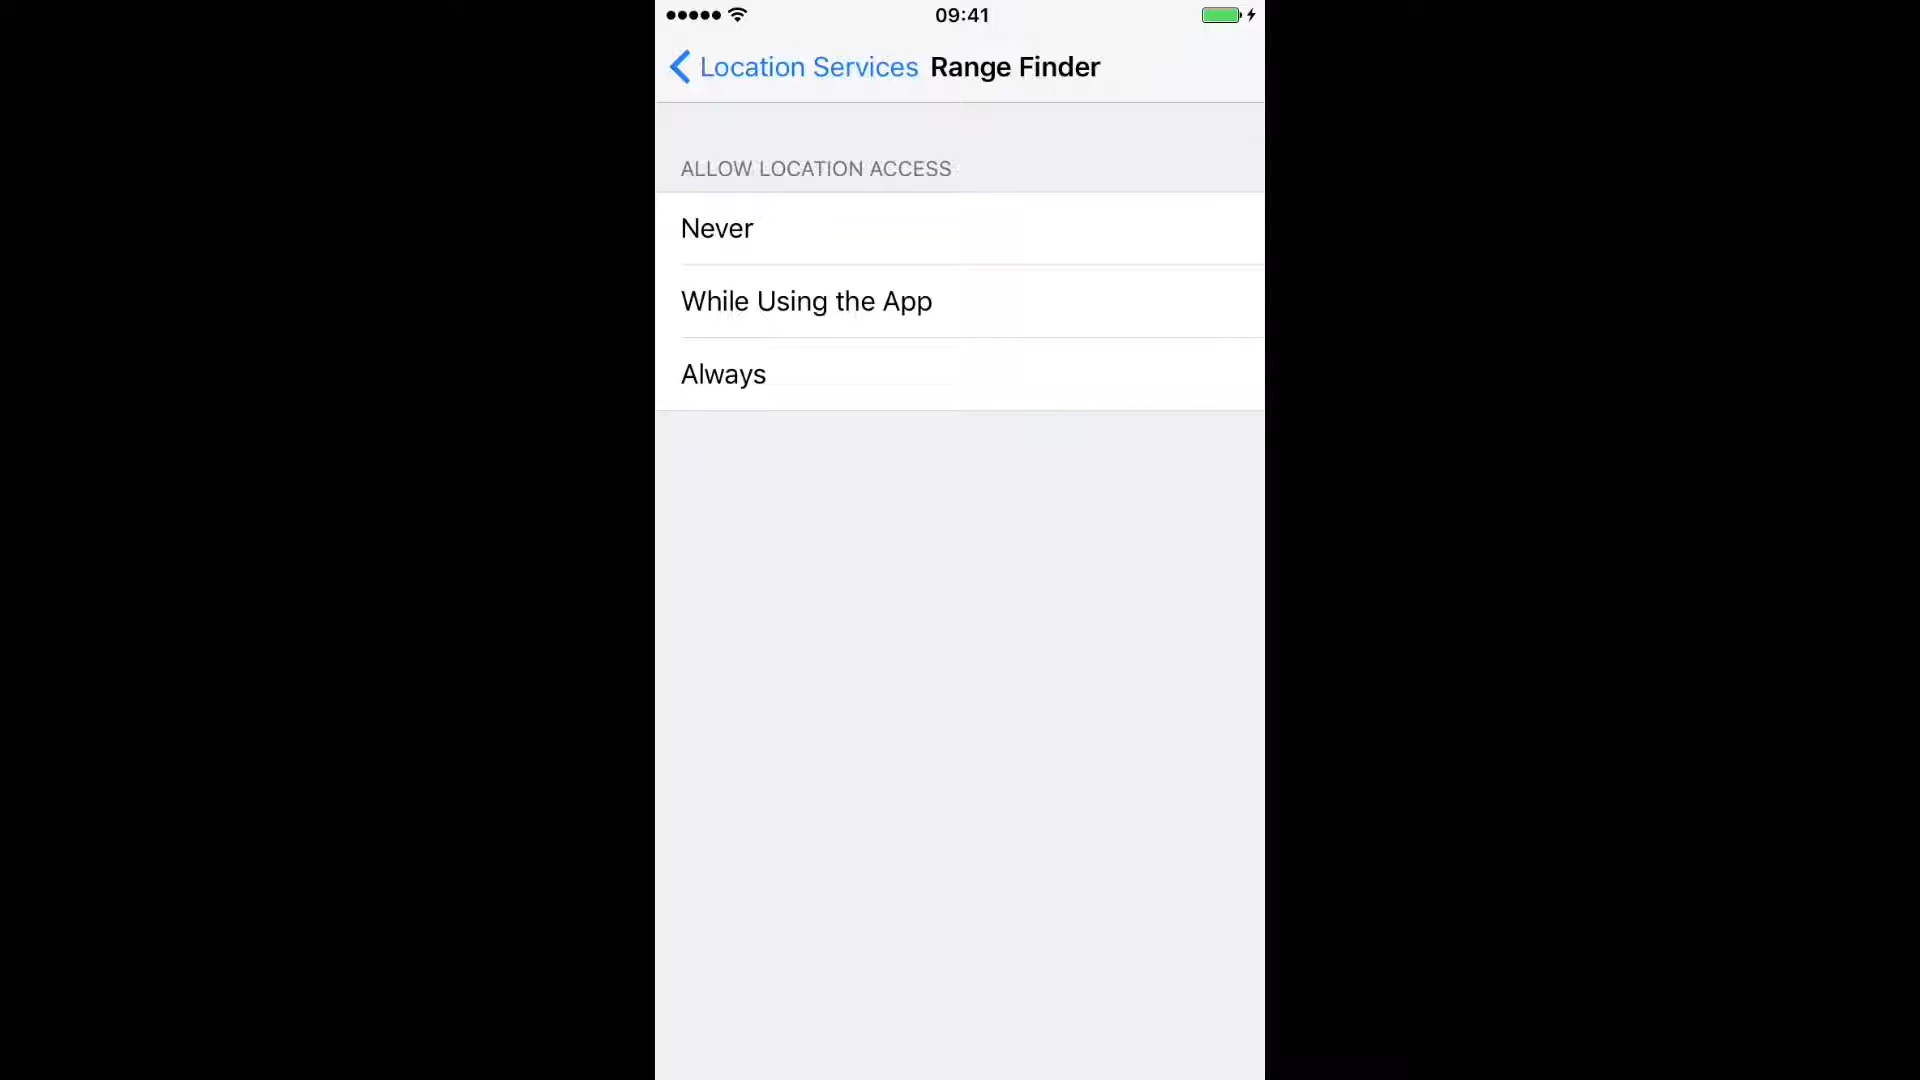 09:41
Location Services Range Finder
ALLOW LOCATION ACCESS
Never
While Using the App
Always